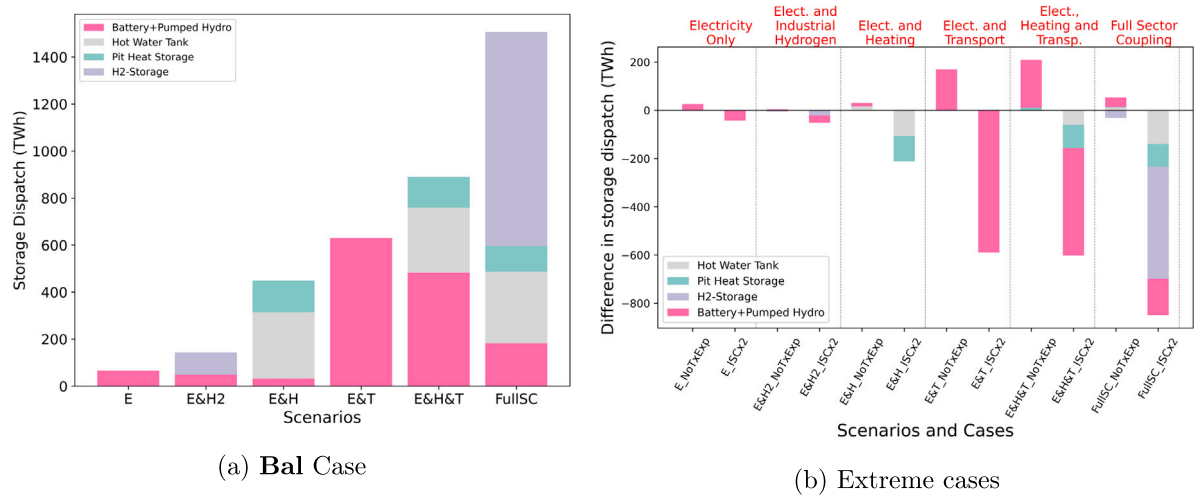 Battery+Pumped Hydro
Hot Water Tank
Pit Heat Storage
H2-Storage
1400
1200
1000
800
600
400
200
0
Storage Dispatch (TWh)
E
E&H2
E&H
E&T
E&H&T
FullSC
Scenarios
(a) Bal Case
Electricity
Only
Elect. and
Industrial
Hydrogen
Elect. and
Heating
Elect. and
Transport
Elect.,
Heating and
Transp.
Full Sector
Coupling
200
0
−200
−400
−600
−800
Difference in storage dispatch (TWh)
Hot Water Tank
Pit Heat Storage
H2-Storage
Battery+Pumped Hydro
E_NoTxExp
E_ISCx2
E&H2_NoTxExp
E&H2_ISCx2
E&H_NoTxExp
E&H_ISCx2
E&T_NoTxExp
E&T_ISCx2
E&H&T_NoTxExp
E&H&T_ISCx2
FullSC_NoTxExp
FullSC_ISCx2
Scenarios and Cases
(b) Extreme cases